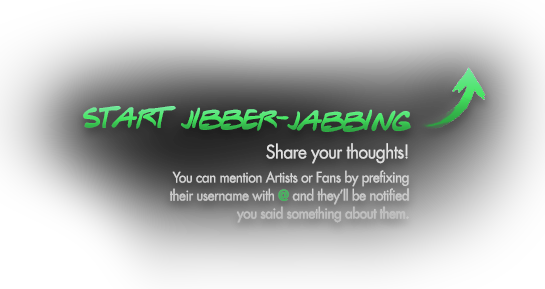 START JIBBER-JABBING
Share your thoughts!
You can mention Artists or Fans by prefixing
their username with @ and they'll be notified
you said something about them.